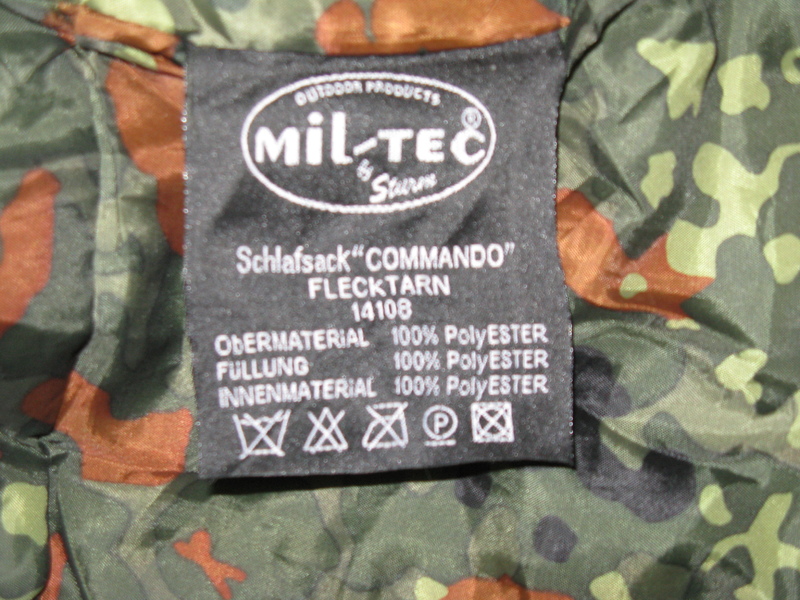 OUTDOOR PRODUCTS
MiL-TEC®
by Sturm
Schlafsack "COMMANDO"
FLECKTARN
14108
ObERMATERiAL 100% PolyESTER
FÜLLUNG 100% PolyESTER
iNNENMATERiAL 100% PolyESTER
P